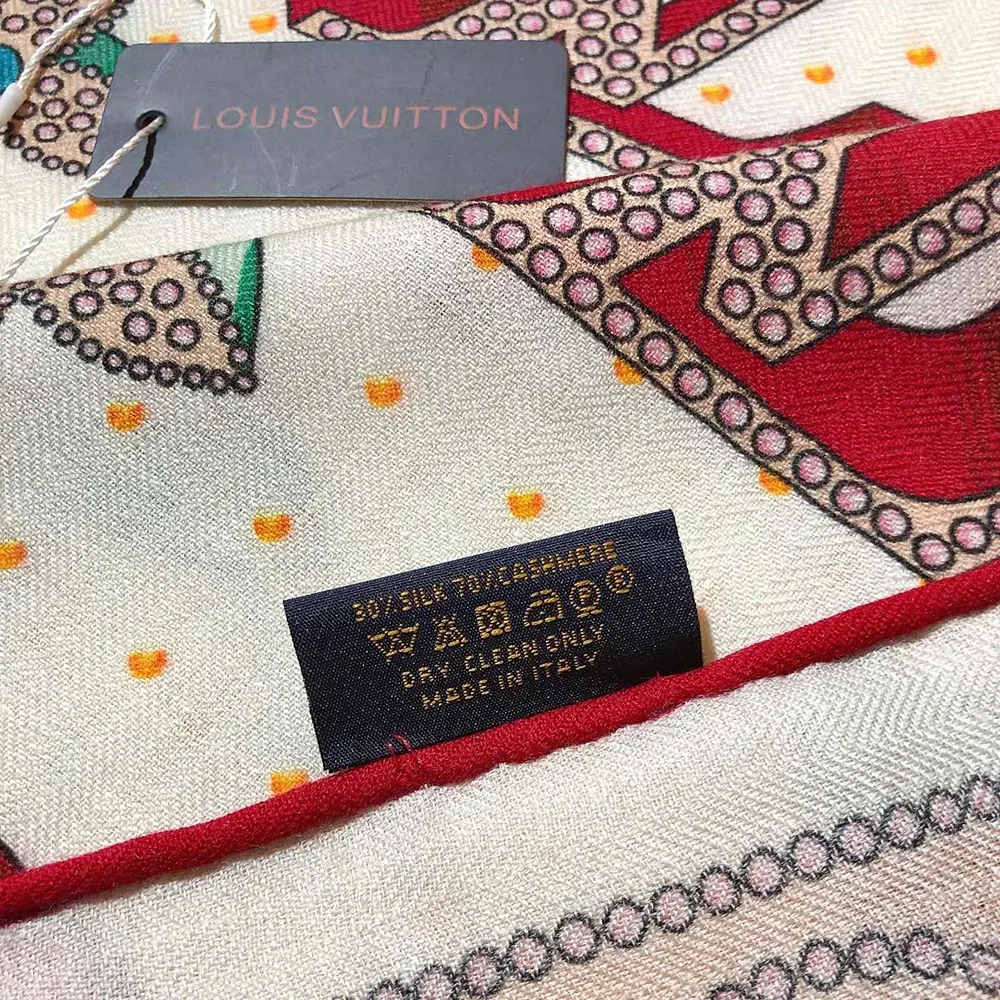 LOUIS VUITTON
30% SILK 70% CASHMERE
DRY CLEAN ONLY
MADE IN ITALY